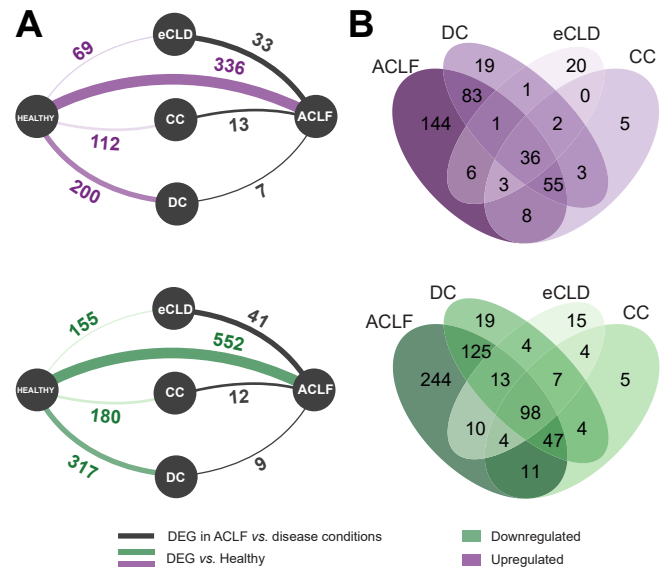 A
eCLD
69
33
336
HEALTHY
CC
ACLF
112
13
200
DC
7
B
DC
eCLD
ACLF
CC
19
20
83
1
0
144
1
2
5
36
6
3
55
3
8
eCLD
155
41
552
HEALTHY
CC
ACLF
180
12
317
DC
9
DC
eCLD
ACLF
CC
19
15
125
4
4
244
13
7
5
98
10
4
47
4
11
DEG in ACLF vs. disease conditions
DEG vs. Healthy
Downregulated
Upregulated